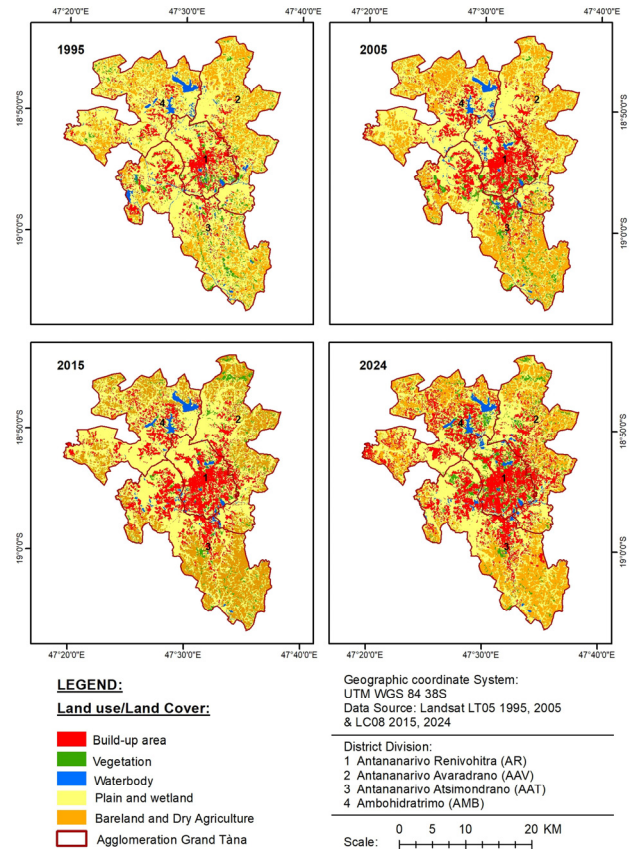 47°20'0"E 47°30'0"E 47°40'0"E 47°20'0"E 47°30'0"E 47°40'0"E
1995
2005
18°50'0"S
18°50'0"S
19°0'0"S
19°0'0"S
4
2
1
3
4
2
1
3
2015
2024
18°50'0"S
18°50'0"S
19°0'0"S
19°0'0"S
4
2
1
3
4
2
1
3
47°20'0"E 47°30'0"E 47°40'0"E 47°20'0"E 47°30'0"E 47°40'0"E
LEGEND:
Land use/Land Cover:
Build-up area
Vegetation
Waterbody
Plain and wetland
Bareland and Dry Agriculture
Agglomeration Grand Tàna
Geographic coordinate System:
UTM WGS 84 38S
Data Source: Landsat LT05 1995, 2005
& LC08 2015, 2024
District Division:
1 Antananarivo Renivohitra (AR)
2 Antananarivo Avaradrano (AAV)
3 Antananarivo Atsimondrano (AAT)
4 Ambohidratrimo (AMB)
Scale: 0 5 10 15 20 KM